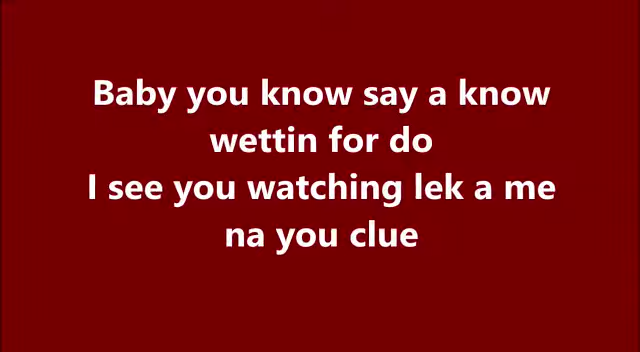 Baby you know say a know
wettin for do
I see you watching lek a me
na you clue